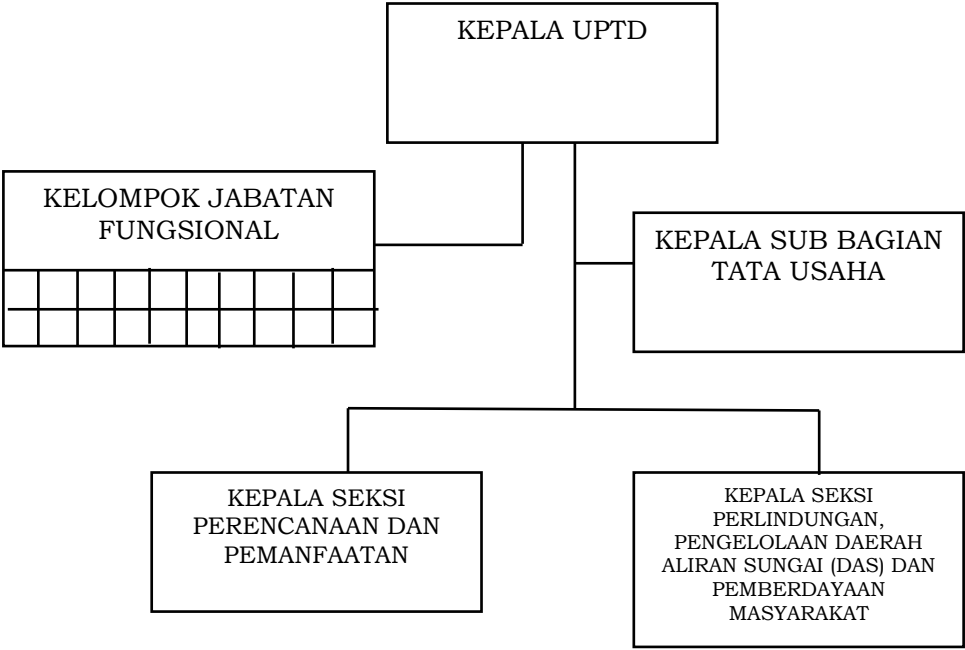 KEPALA UPTD
KELOMPOK JABATAN
FUNGSIONAL
KEPALA SUB BAGIAN
TATA USAHA
KEPALA SEKSI
PERENCANAAN DAN
PEMANFAATAN
KEPALA SEKSI
PERLINDUNGAN,
PENGELOLAAN DAERAH
ALIRAN SUNGAI (DAS) DAN
PEMBERDAYAAN
MASYARAKAT